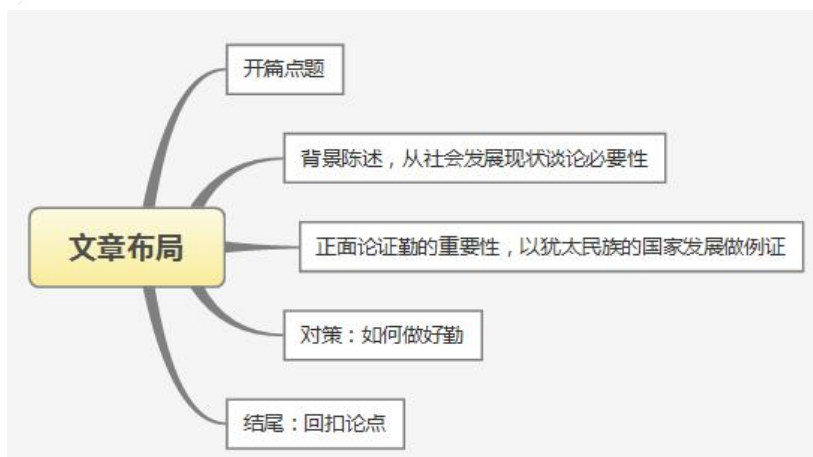 开篇点题
背景陈述，从社会发展现状谈论必要性
文章布局
正面论证勤的重要性，以犹太民族的国家发展做例证
对策：如何做好勤
结尾：回扣论点